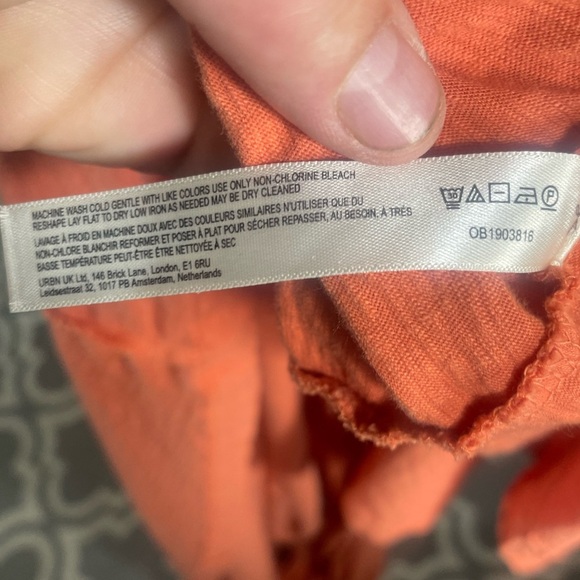 MACHINE WASH COLD GENTLE WITH LIKE COLORS USE ONLY NON-CHLORINE BLEACH
RESHAPE LAY FLAT TO DRY LOW IRON AS NEEDED MAY BE DRY CLEANED
LAVAGE À FROID EN MACHINE DOUX AVEC DES COULEURS SIMILAIRES N'UTILISER QUE DU
NON-CHLORE BLANCHIR REFORMER ET POSER À PLAT POUR SÉCHER REPASSER, AU BESOIN, À TRÈS
BASSE TEMPÉRATURE PEUT-ÊTRE ÊTRE NETTOYÉE À SEC
URBN UK Ltd, 146 Brick Lane, London, E1 6RU
Leidsestraat 32, 1017 PB Amsterdam, Netherlands
OB1903818